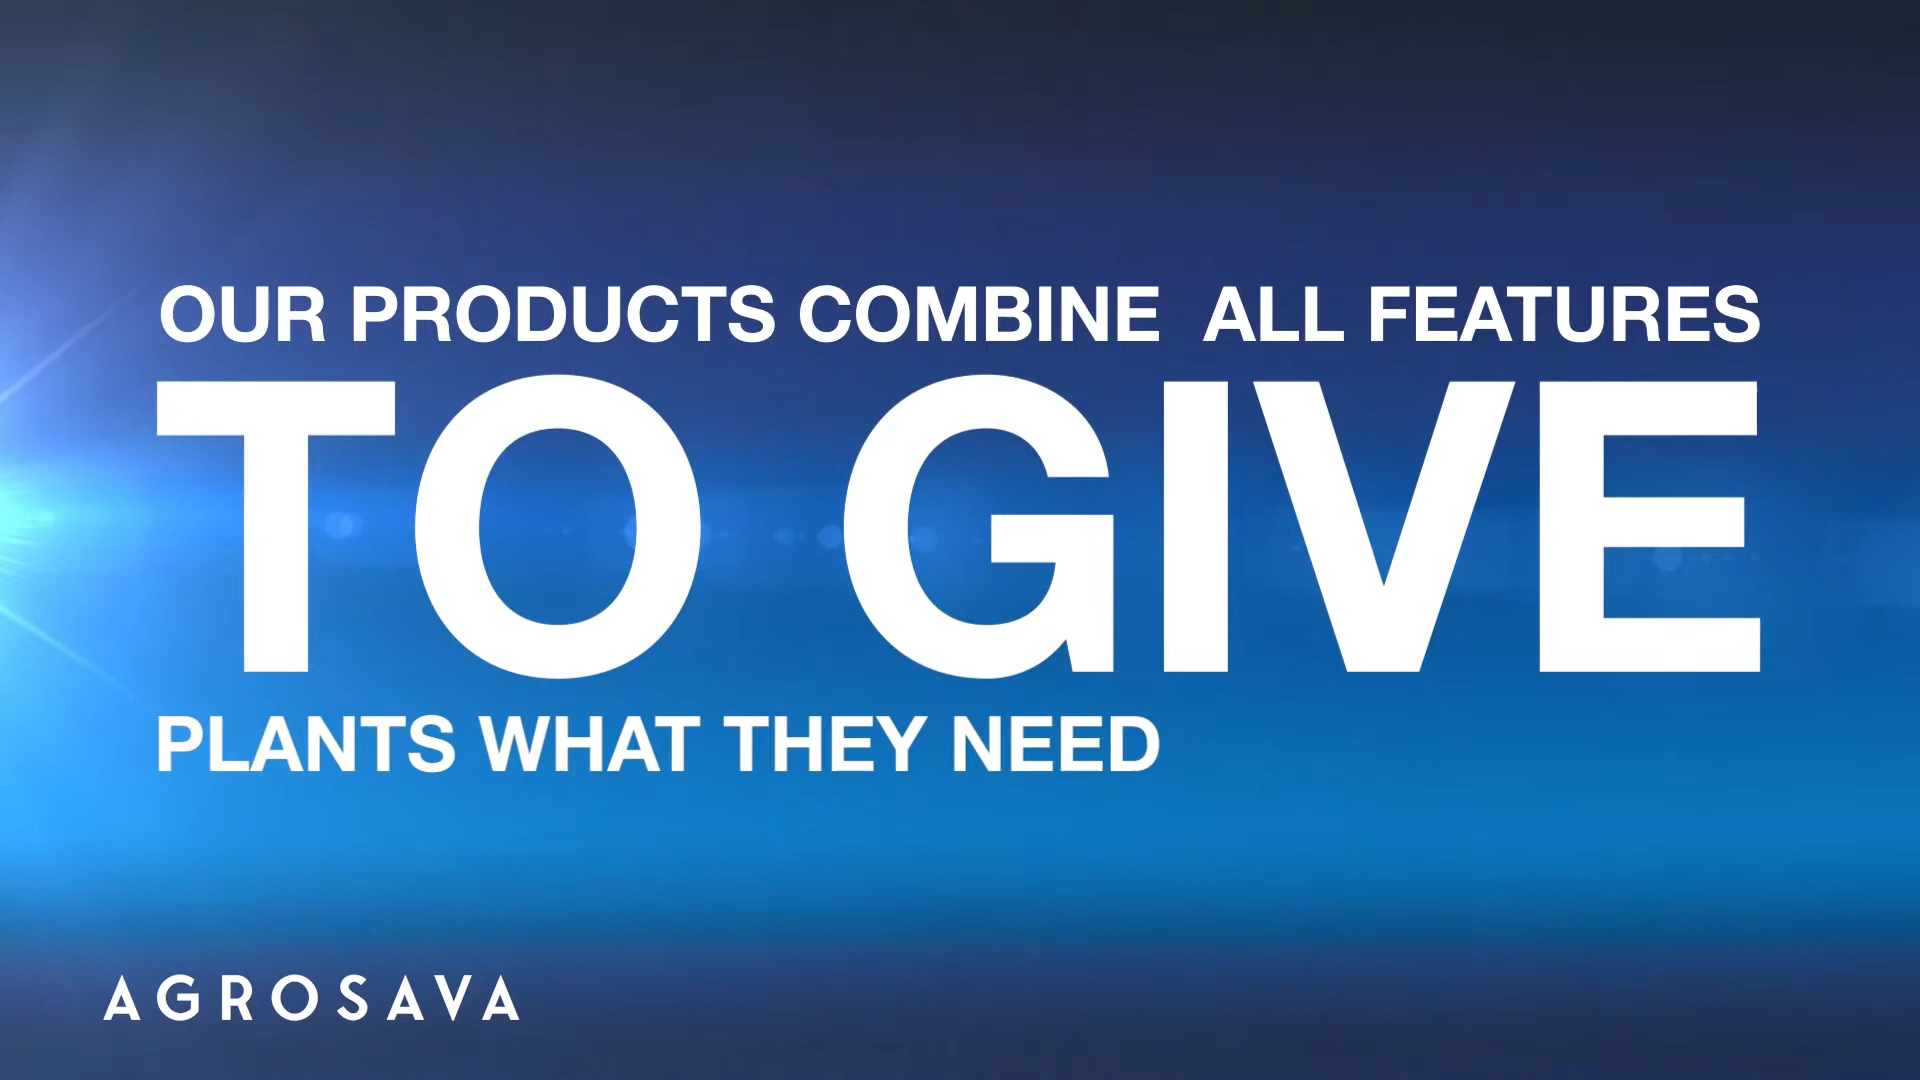 OUR PRODUCTS COMBINE  ALL FEATURES
TO GIVE
PLANTS WHAT THEY NEED
AGROSAVA